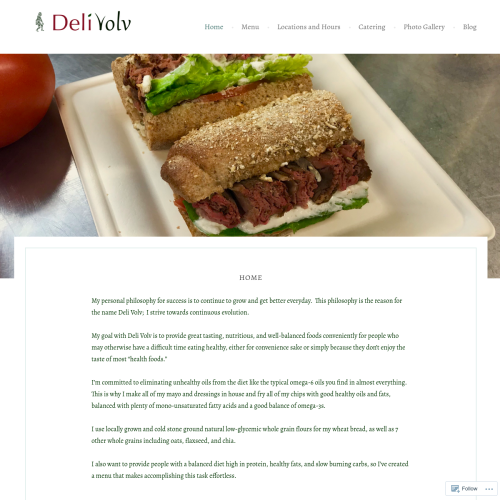 Deli Volv
Home
Menu
Locations and Hours
Catering
Photo Gallery
Blog
HOME
My personal philosophy for success is to continue to grow and get better everyday. This philosophy is the reason for
the name Deli Volv; I strive towards continuous evolution.
My goal with Deli Volv is to provide great tasting, nutritious, and well-balanced foods conveniently for people who
may otherwise have a difficult time eating healthy, either for convenience sake or simply because they don't enjoy the
taste of most "health foods."
I'm committed to eliminating unhealthy oils from the diet like the typical omega-6 oils you find in almost everything.
This is why I make all of my mayo and dressings in house and fry all of my chips with good healthy oils and fats,
balanced with plenty of mono-unsaturated fatty acids and a good balance of omega-3s.
I use locally grown and cold stone ground natural low-glycemic whole grain flours for my wheat bread, as well as 7
other whole grains including oats, flaxseed, and chia.
I also want to provide people with a balanced diet high in protein, healthy fats, and slow burning carbs, so I've created
a menu that makes accomplishing this task effortless.
Follow